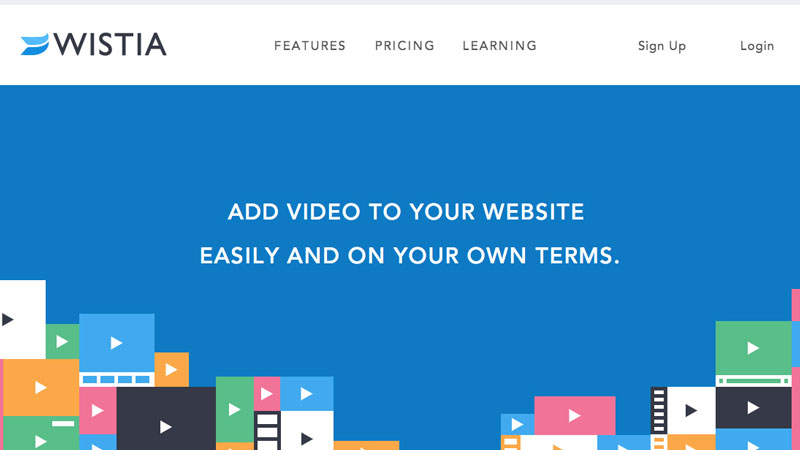 WISTIA
FEATURES PRICING LEARNING Sign Up Login
ADD VIDEO TO YOUR WEBSITE
EASILY AND ON YOUR OWN TERMS.